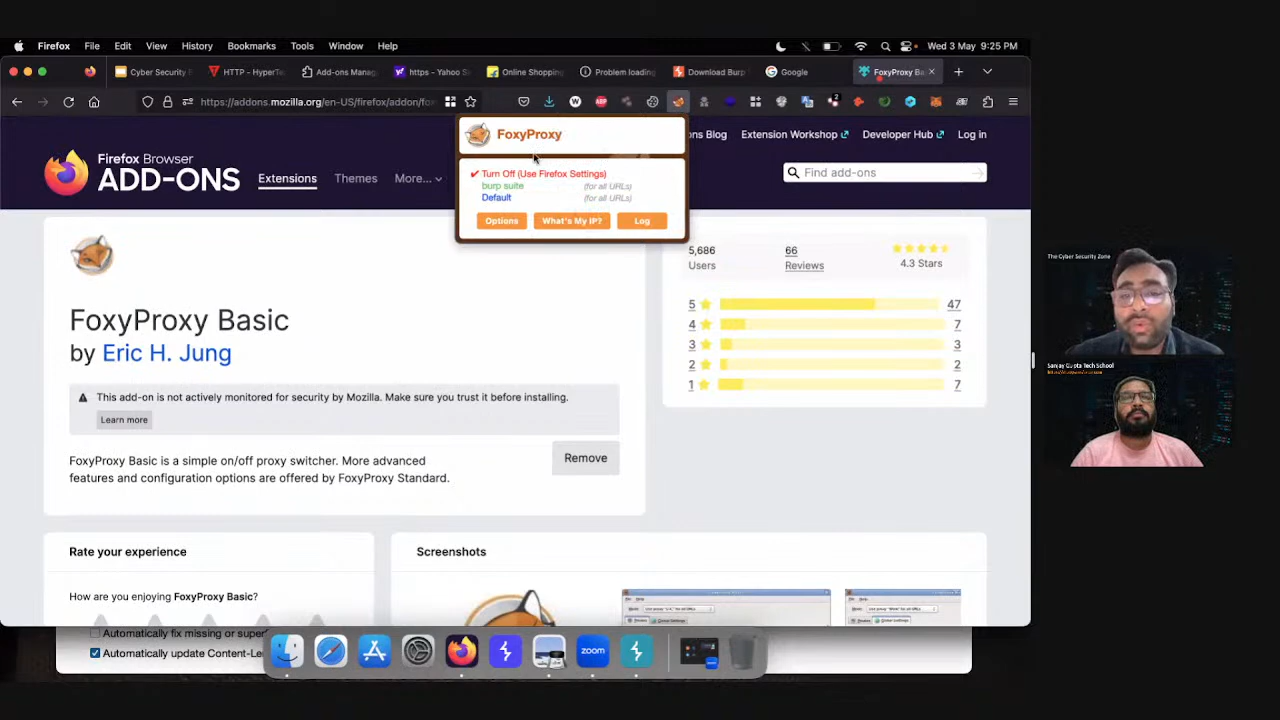 Firefox File Edit View History Bookmarks Tools Window Help Wed 3 May 9:25 PM
Cyber Security F HTTP - HyperTe Add-ons Manag https - Yahoo S Online Shopping Problem loading Download Burp Google FoxyProxy Ba
https://addons.mozilla.org/en-US/firefox/addon/fo
ABP
2
FoxyProxy
Turn Off (Use Firefox Settings)
burp suite (for all URLs)
Default (for all URLs)
Options What's My IP? Log
ons Blog Extension Workshop Developer Hub Log in
Firefox Browser
ADD-ONS
Extensions Themes More...
Find add-ons
FoxyProxy Basic
by Eric H. Jung
This add-on is not actively monitored for security by Mozilla. Make sure you trust it before installing.
Learn more
FoxyProxy Basic is a simple on/off proxy switcher. More advanced
features and configuration options are offered by FoxyProxy Standard.
Remove
5,686 66
Users Reviews 4.3 Stars
5 47
4 7
3 3
2 2
1 7
Rate your experience
How are you enjoying FoxyProxy Basic?
Screenshots
Automatically fix missing or super
Automatically update Content-Le
zoom
The Cyber Security Zone
Sanjay Gupta Tech School